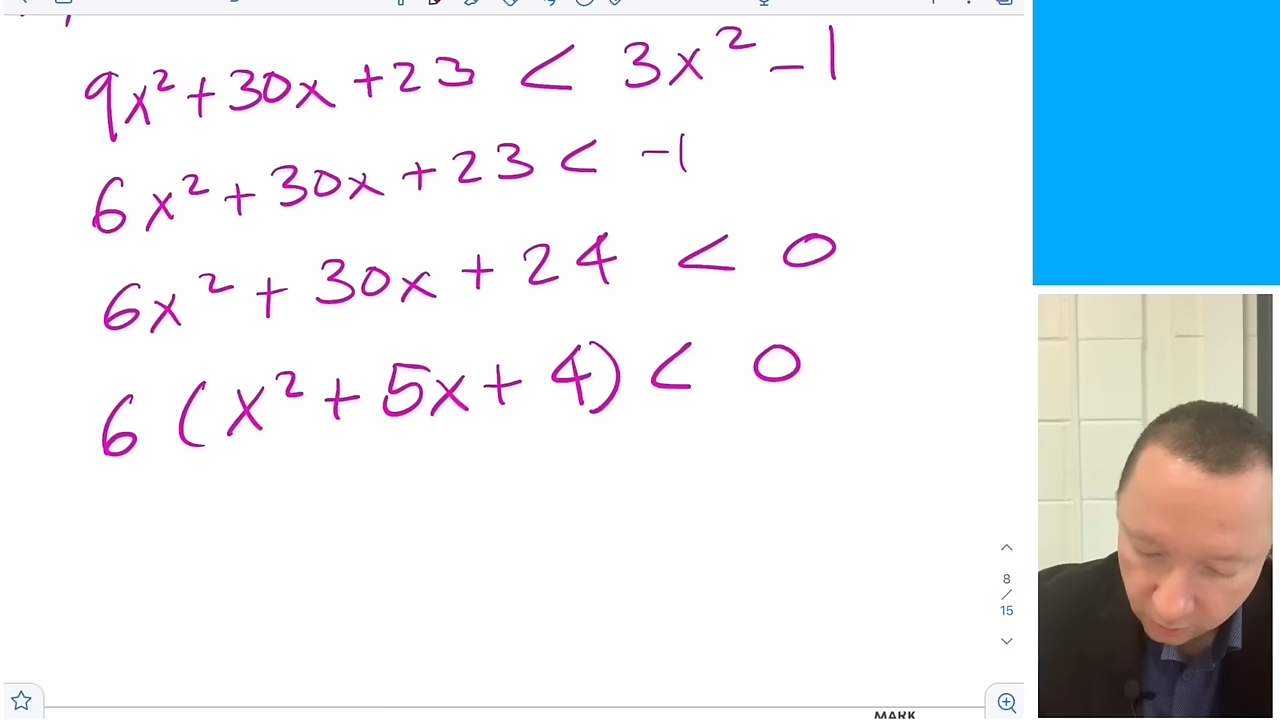 9x² + 30x + 23 < 3x² - 1
6x² + 30x + 23 < -1
6x² + 30x + 24 < 0
6(x² + 5x + 4) < 0
8
/
15
MARK